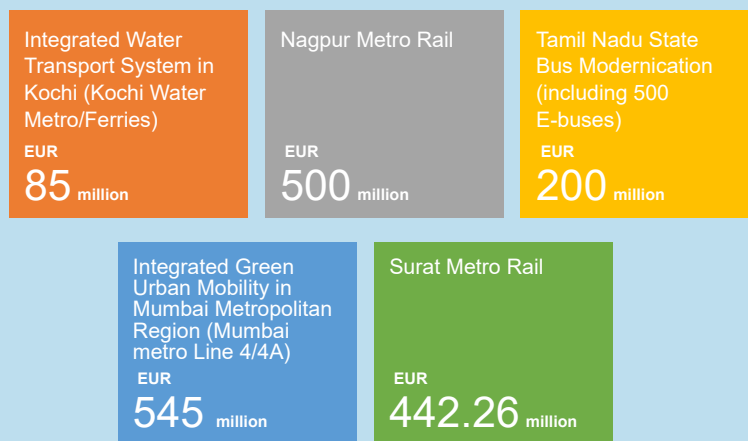 Integrated Water
Transport System in
Kochi (Kochi Water
Metro/Ferries)
EUR
85 million
Nagpur Metro Rail
EUR
500 million
Tamil Nadu State
Bus Modernication
(including 500
E-buses)
EUR
200 million
Integrated Green
Urban Mobility in
Mumbai Metropolitan
Region (Mumbai
metro Line 4/4A)
EUR
545 million
Surat Metro Rail
EUR
442.26 million